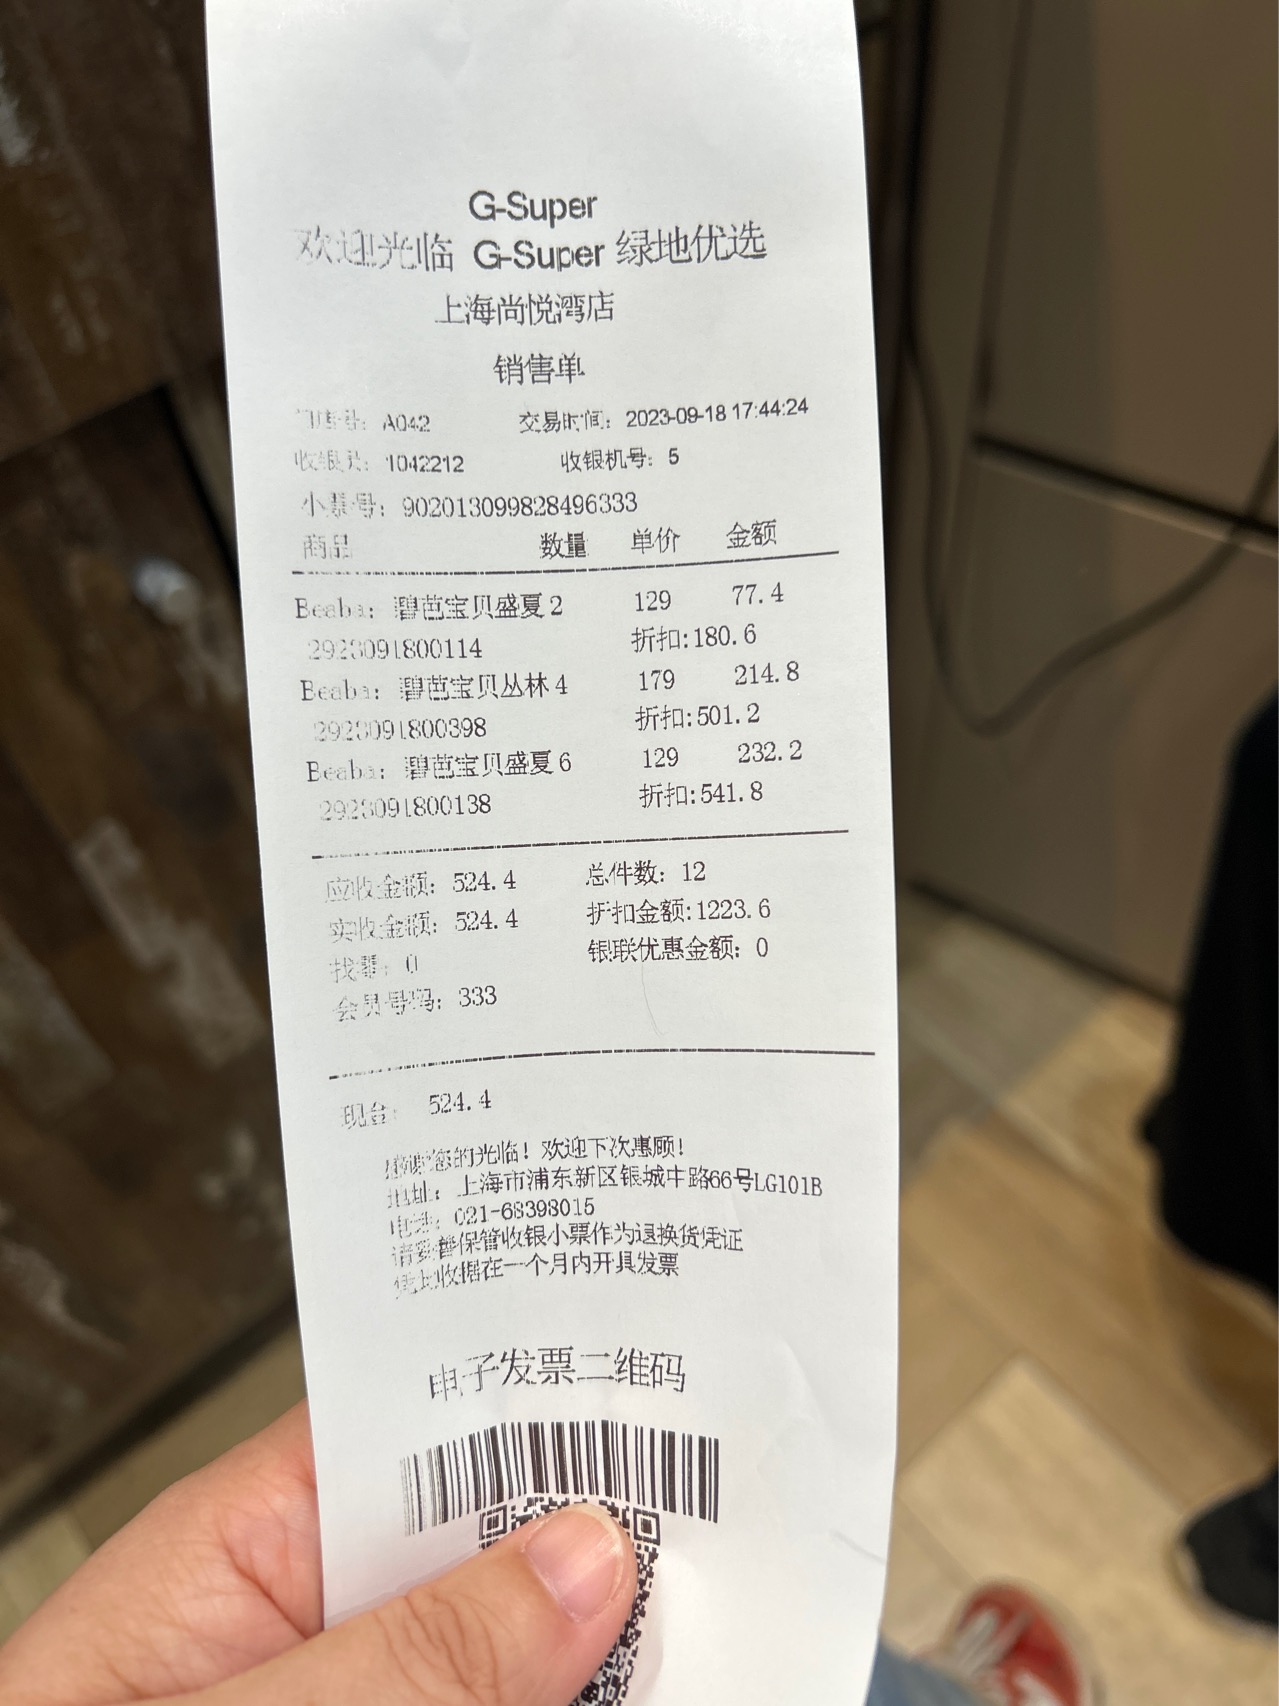 G-Super
欢迎光临 G-Super 绿地优选
上海尚悦湾店
销售单
门店号: A042 交易时间: 2023-09-18 17:44:24
收银员: 1042212 收银机号: 5
小票号: 902013099828496333
商品 数量 单价 金额
Beaba: 碧芭宝贝盛夏 2 129 77.4
2923091800114 折扣:180.6
Beaba: 碧芭宝贝丛林 4 179 214.8
2923091800398 折扣:501.2
Beaba: 碧芭宝贝盛夏 6 129 232.2
2923091800138 折扣:541.8
应收金额: 524.4 总件数: 12
实收金额: 524.4 折扣金额:1223.6
找零: 0 银联优惠金额: 0
会员号码: 333
现金: 524.4
感谢您的光临! 欢迎下次惠顾!
地址: 上海市浦东新区银城中路66号LG101B
电话: 021-68398015
请妥善保管收银小票作为退换货凭证
凭此收据在一个月内开具发票
电子发票二维码